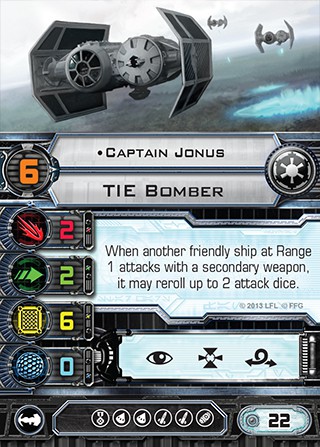 •Captain Jonus
6
TIE Bomber
2
When another friendly ship at Range
1 attacks with a secondary weapon,
it may reroll up to 2 attack dice.
2
6
© 2013 LFL © FFG
0
22